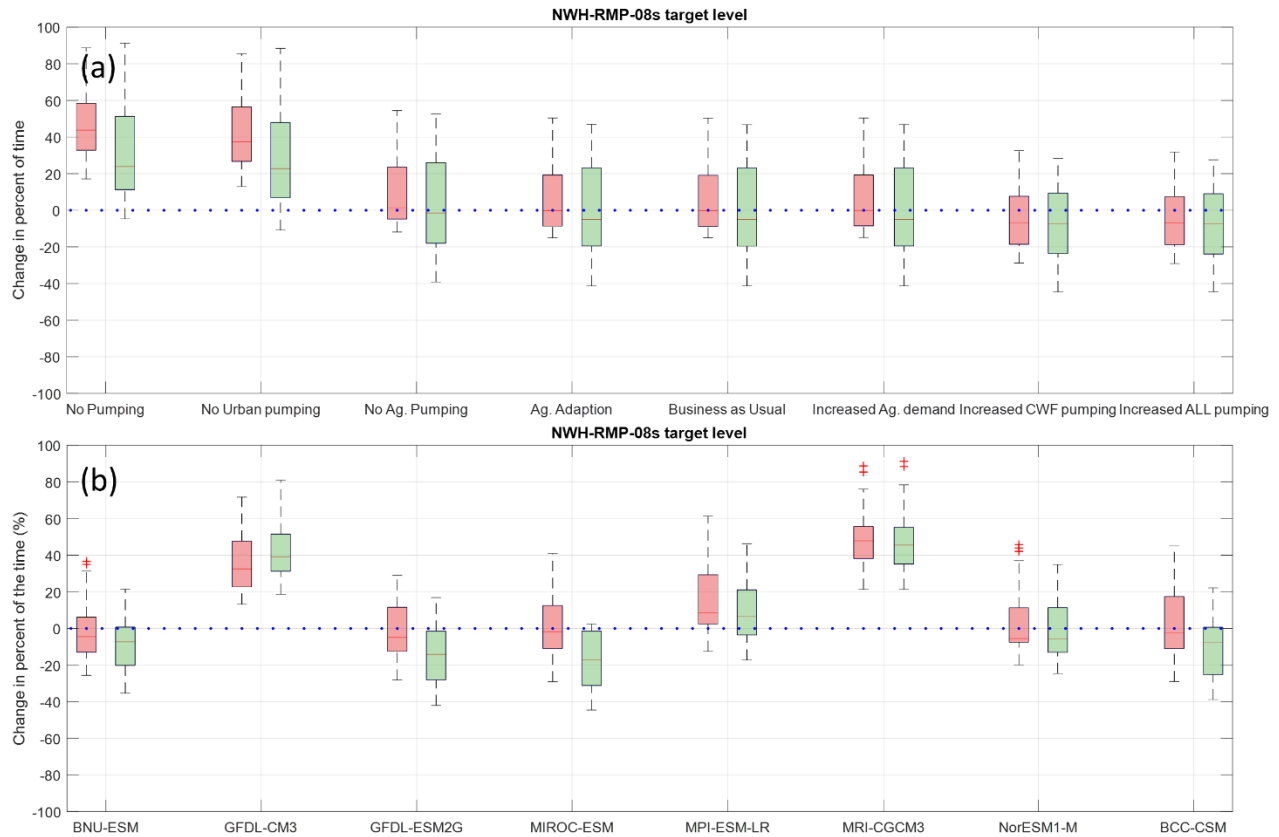 NWH-RMP-08s target level
(a)
Change in percent of time
100
80
60
40
20
0
-20
-40
-60
-80
-100
No Pumping No Urban pumping No Ag. Pumping Ag. Adaption Business as Usual Increased Ag. demand Increased CWF pumping Increased ALL pumping
NWH-RMP-08s target level
(b)
Change in percent of the time (%)
100
80
60
40
20
0
-20
-40
-60
-80
-100
BNU-ESM GFDL-CM3 GFDL-ESM2G MIROC-ESM MPI-ESM-LR MRI-CGCM3 NorESM1-M BCC-CSM